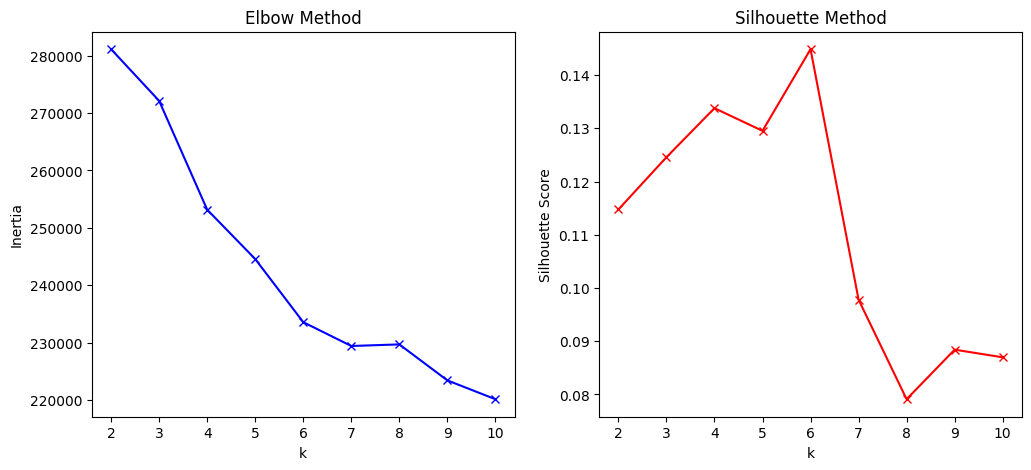 Elbow Method
Inertia
280000
270000
260000
250000
240000
230000
220000
2 3 4 5 6 7 8 9 10
k
Silhouette Method
Silhouette Score
0.14
0.13
0.12
0.11
0.10
0.09
0.08
2 3 4 5 6 7 8 9 10
k